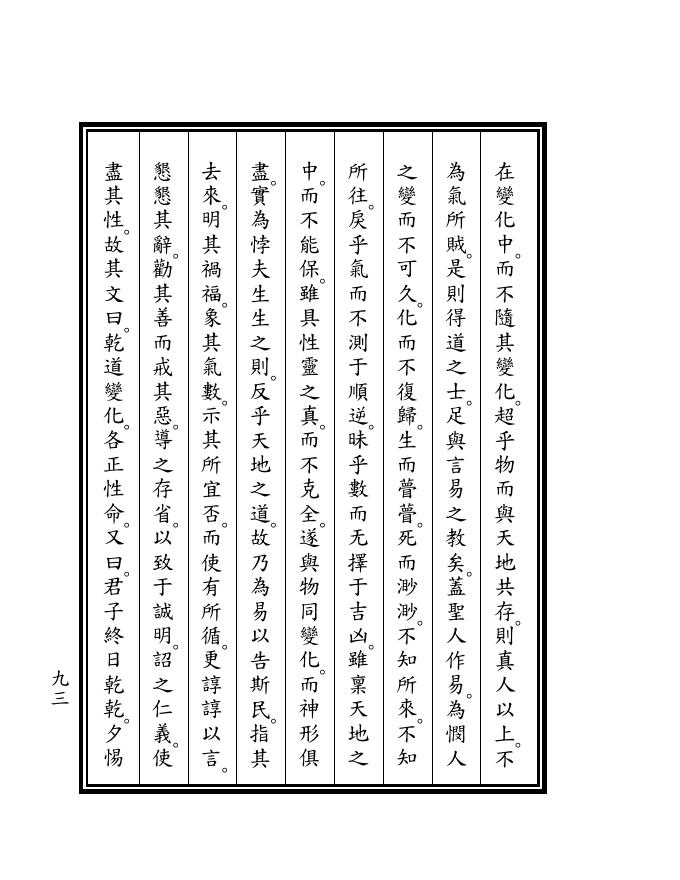 在變化中。而不隨其變化。超乎物而與天地共存。則真人以上。不
為氣所賊。是則得道之士。足與言易之教矣。蓋聖人作易。為憫人
之變而不可久。化而不復歸。生而瞢瞢。死而渺渺。不知所來。不知
所往。戾乎氣而不測于順逆。昧乎數而无擇于吉凶。雖稟天地之
中。而不能保。雖具性靈之真。而不克全。遂與物同變化。而神形俱
盡。實為悖夫生生之則。反乎天地之道。故乃為易以告斯民。指其
去來。明其禍福。象其氣數。示其所宜否。而使有所循。更諄諄以言。
懇懇其辭。勸其善而戒其惡。導之存省。以致于誠明。詔之仁義。使
盡其性。故其文曰。乾道變化。各正性命。又曰。君子終日乾乾。夕惕
九三